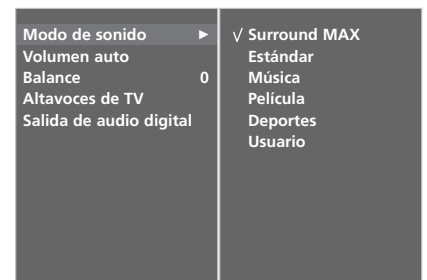 Modo de sonido ►
Volumen auto
Balance 0
Altavoces de TV
Salida de audio digital
√ Surround MAX
Estándar
Música
Película
Deportes
Usuario